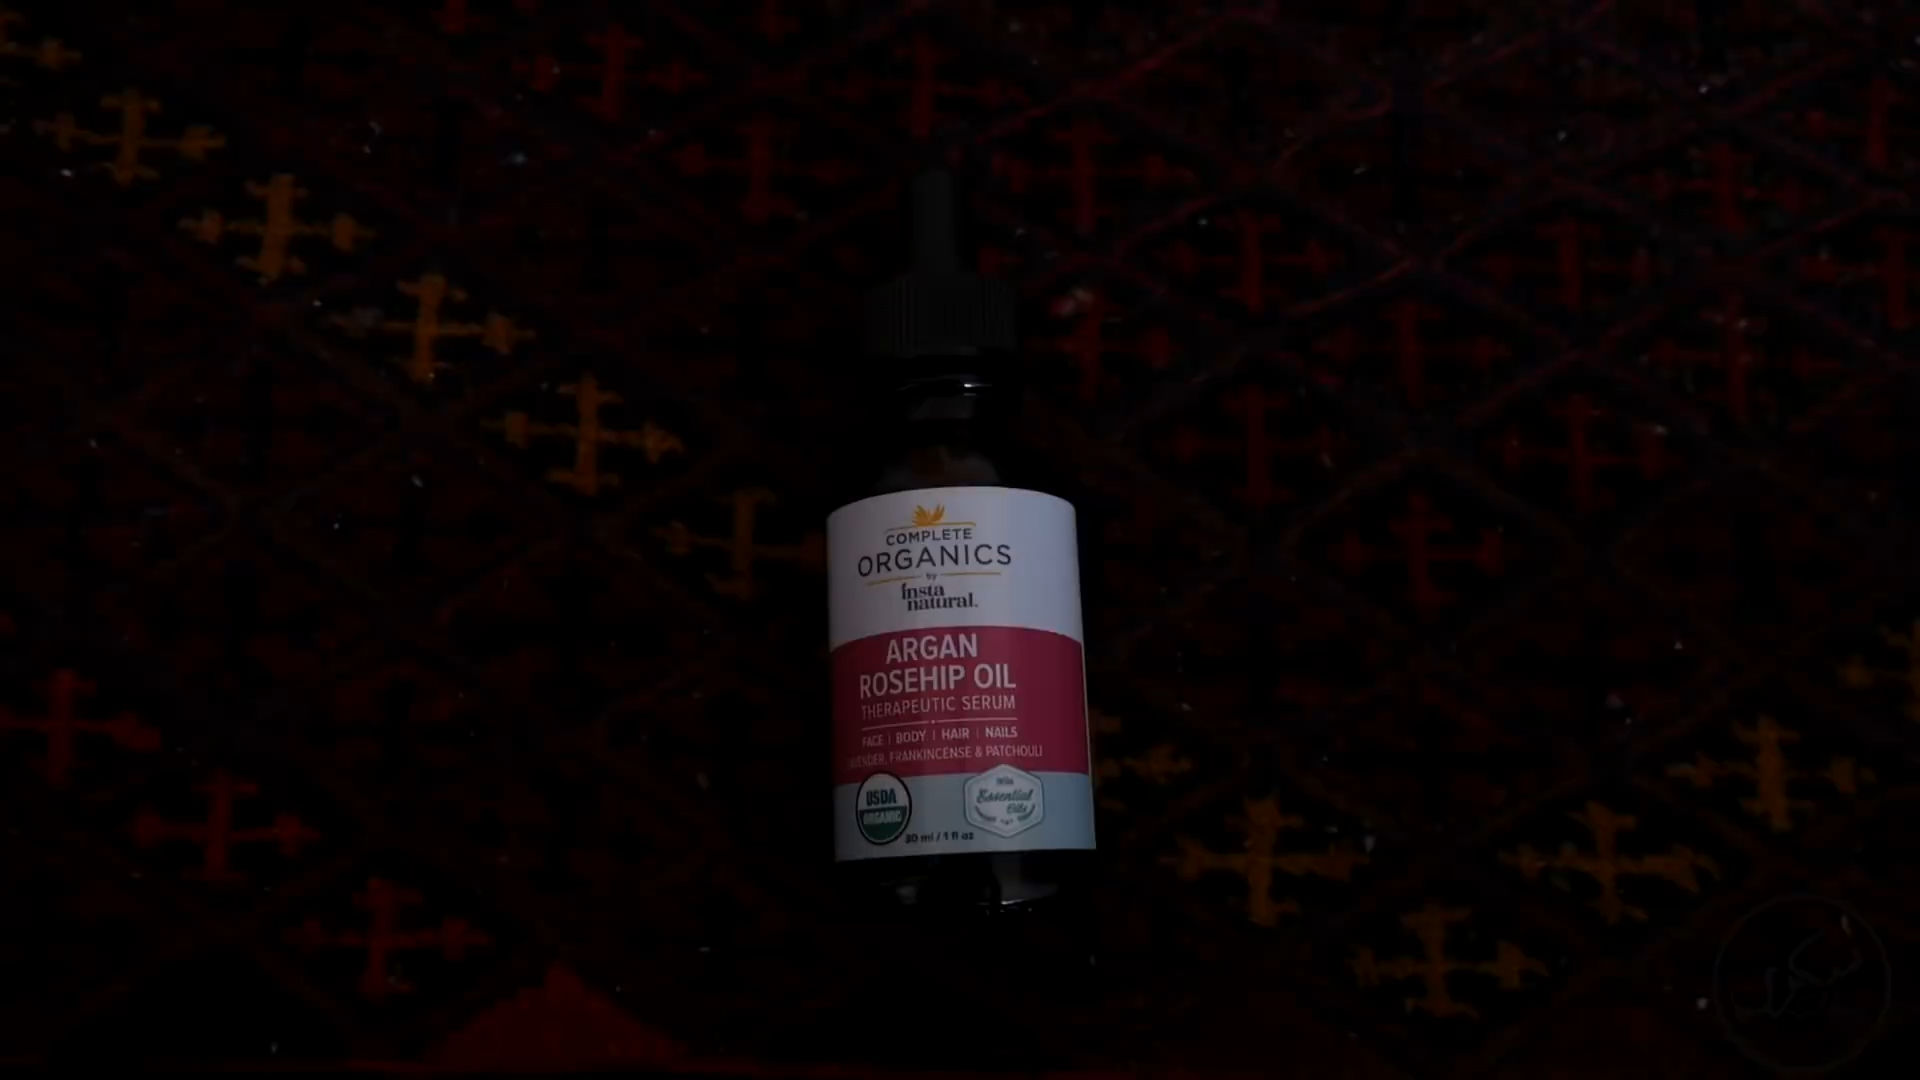 COMPLETE
ORGANICS
by
insta
natural.
ARGAN
ROSEHIP OIL
THERAPEUTIC SERUM
FACE | BODY | HAIR | NAILS
FRANKINCENSE & PATCHOULI
USDA
ORGANIC
Essential
Oils
30 ml / 1 fl oz